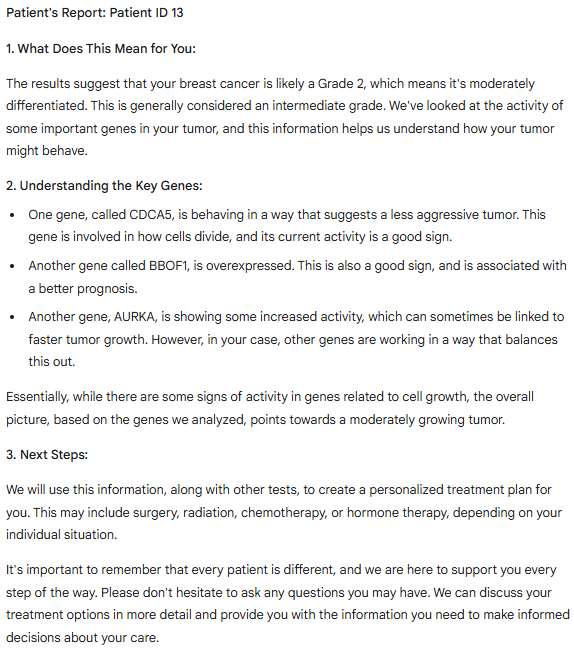 Patient's Report: Patient ID 13
1. What Does This Mean for You:
The results suggest that your breast cancer is likely a Grade 2, which means it's moderately
differentiated. This is generally considered an intermediate grade. We've looked at the activity of
some important genes in your tumor, and this information helps us understand how your tumor
might behave.
2. Understanding the Key Genes:
• One gene, called CDCA5, is behaving in a way that suggests a less aggressive tumor. This
gene is involved in how cells divide, and its current activity is a good sign.
• Another gene called BBOF1, is overexpressed. This is also a good sign, and is associated with
a better prognosis.
• Another gene, AURKA, is showing some increased activity, which can sometimes be linked to
faster tumor growth. However, in your case, other genes are working in a way that balances
this out.
Essentially, while there are some signs of activity in genes related to cell growth, the overall
picture, based on the genes we analyzed, points towards a moderately growing tumor.
3. Next Steps:
We will use this information, along with other tests, to create a personalized treatment plan for
you. This may include surgery, radiation, chemotherapy, or hormone therapy, depending on your
individual situation.
It's important to remember that every patient is different, and we are here to support you every
step of the way. Please don't hesitate to ask any questions you may have. We can discuss your
treatment options in more detail and provide you with the information you need to make informed
decisions about your care.